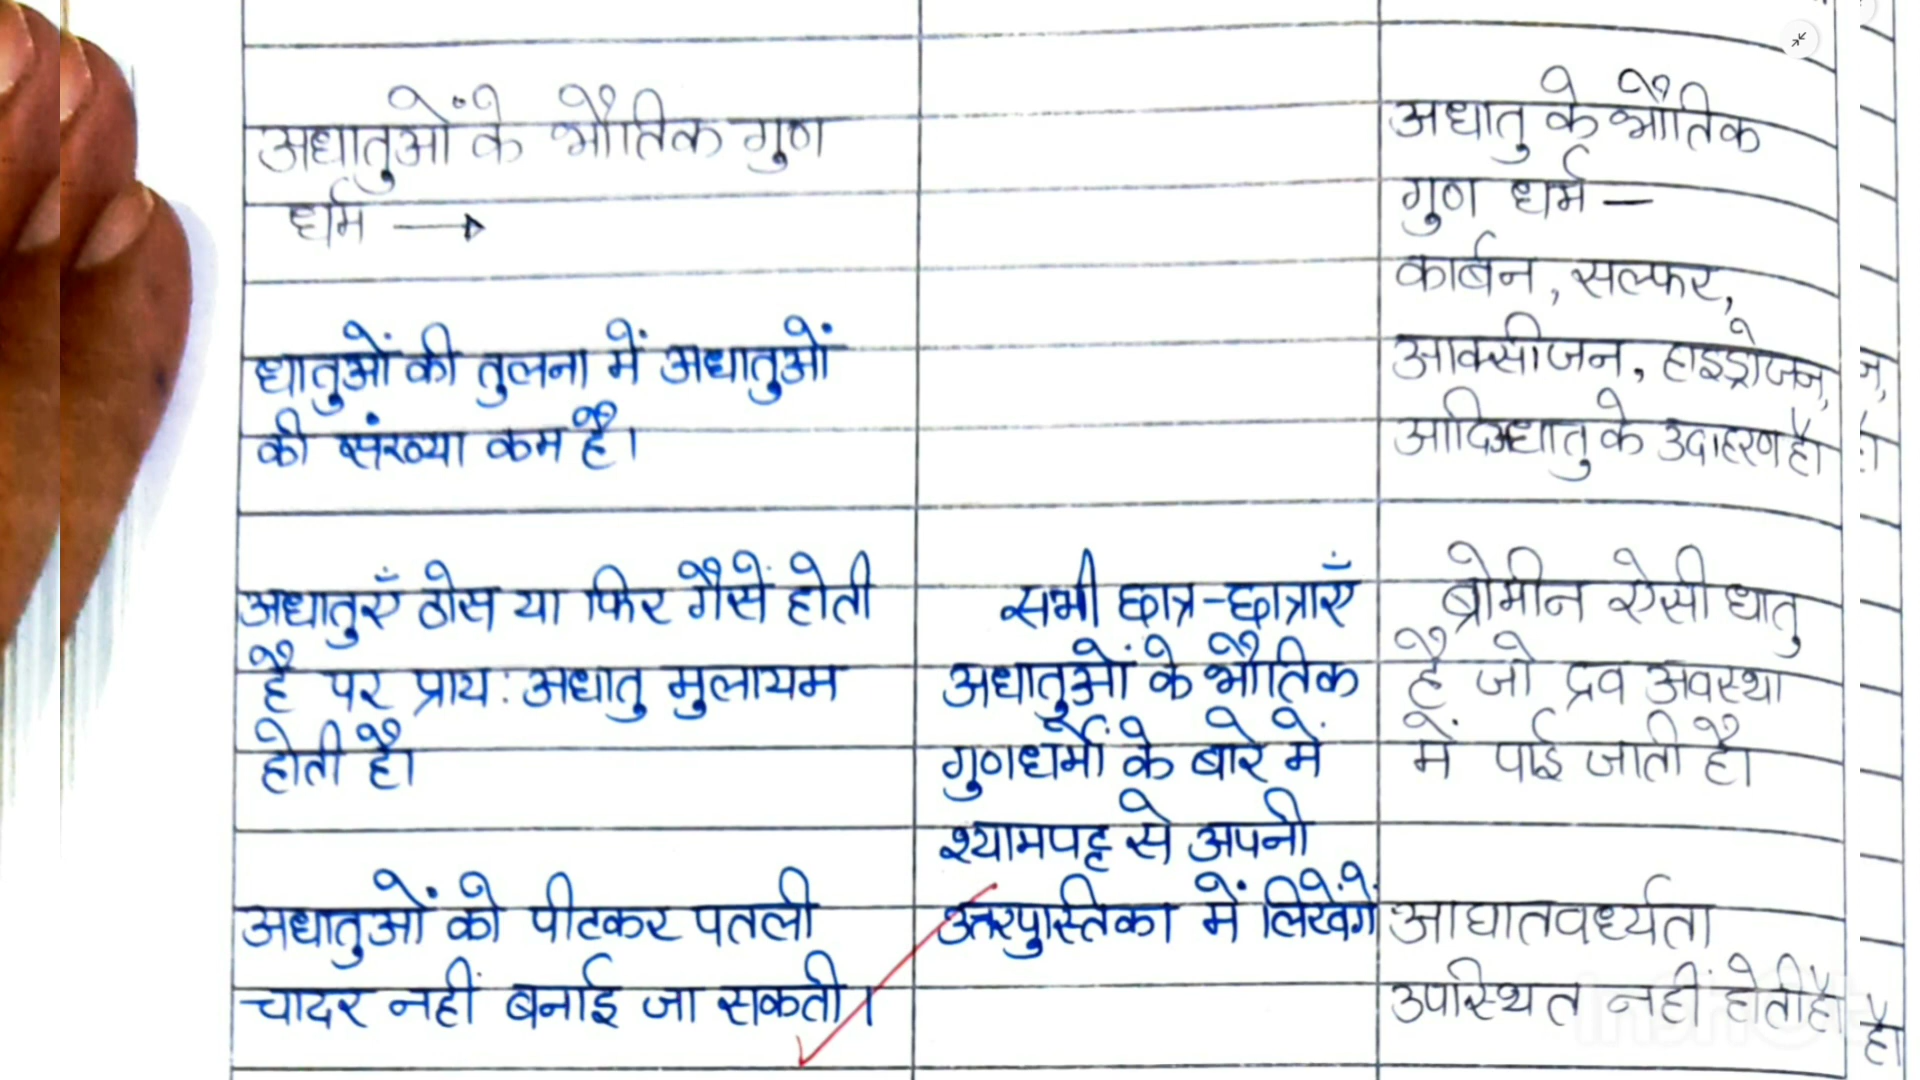 अधातुओं के भौतिक गुण
धर्म →
धातुओं की तुलना में अधातुओं
की संख्या कम है।
अधातुएँ ठोस या फिर गैसें होती
है पर प्राय: अधातु मुलायम
होती है।
अधातुओं को पीटकर पतली
चादर नहीं बनाई जा सकती।
सभी छात्र-छात्राएँ
अधातुओं के भौतिक
गुणधर्मों के बारे में
श्यामपट्ट से अपनी
उत्तरपुस्तिका में लिखेंगें
अधातु के भौतिक
गुण धर्म —
कार्बन, सल्फर,
आक्सीजन, हाइड्रोजन,
आदि अधातु के उदाहरण है।
ब्रोमीन ऐसी धातु
है जो द्रव अवस्था
में पाई जाती है।
आघातवर्ध्यता
उपस्थित नहीं होती है।
न,
है।
InShot